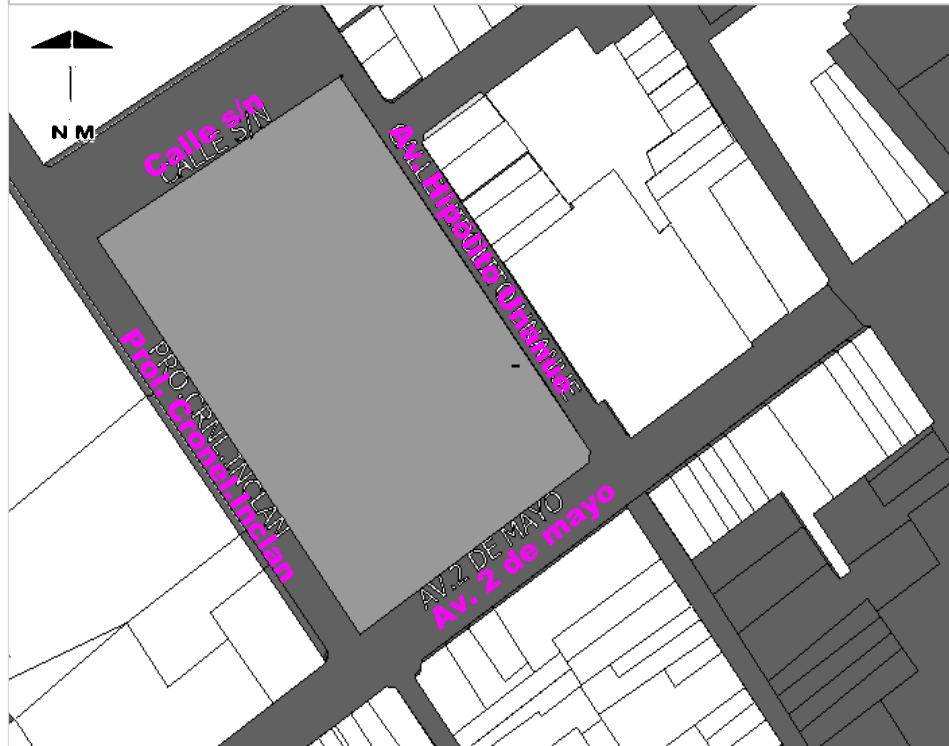 N M
Calle s/n
CALLE S/N
Av. Hipolito Unanue
Prol. Cronel.Inclan
PRO.CRNL. INCLAN
AV.2 DE MAYO
Av. 2 de mayo